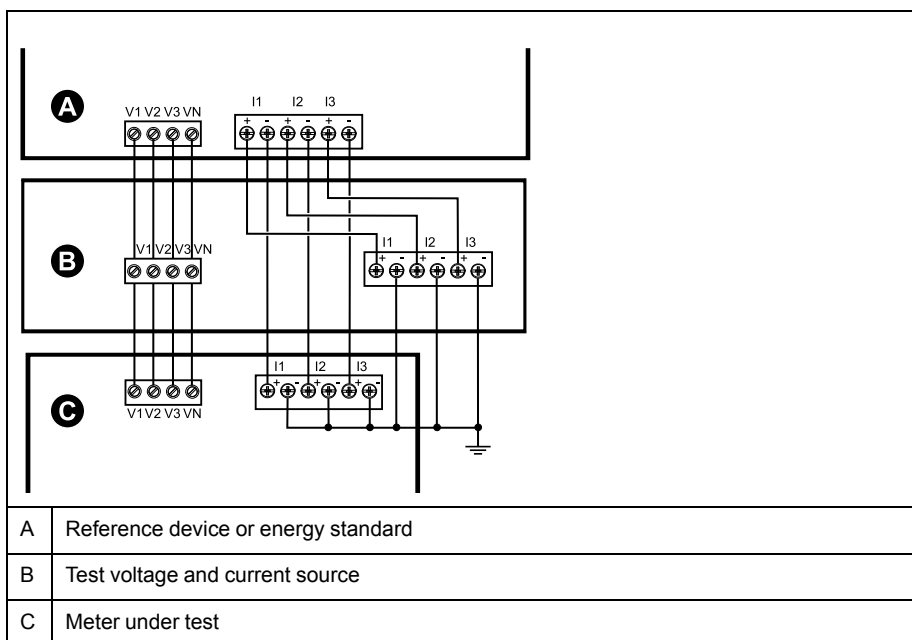 A
V1 V2 V3 VN
I1 I2 I3
+ - + - + -
B
V1 V2 V3 VN
I1 I2 I3
+ - + - + -
C
I1 I2 I3
+ - + - + -
V1 V2 V3 VN
A Reference device or energy standard
B Test voltage and current source
C Meter under test